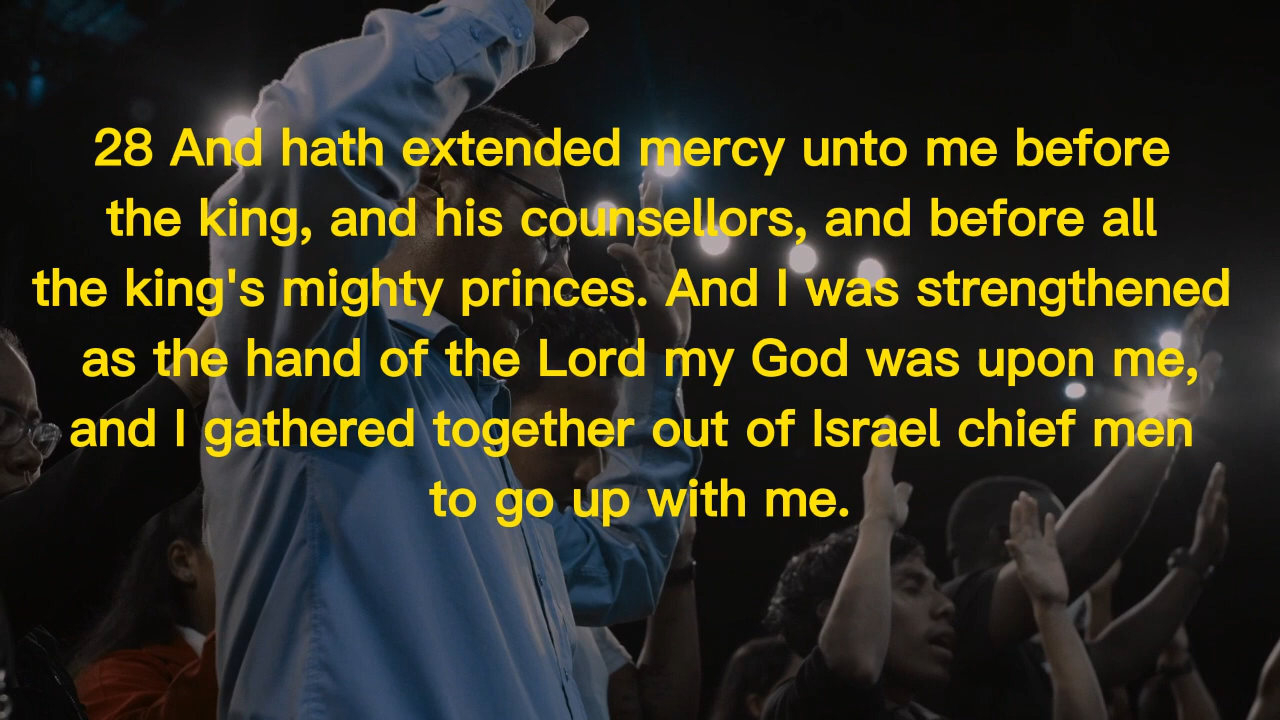 28 And hath extended mercy unto me before
the king, and his counsellors, and before all
the king's mighty princes. And I was strengthened
as the hand of the Lord my God was upon me,
and I gathered together out of Israel chief men
to go up with me.